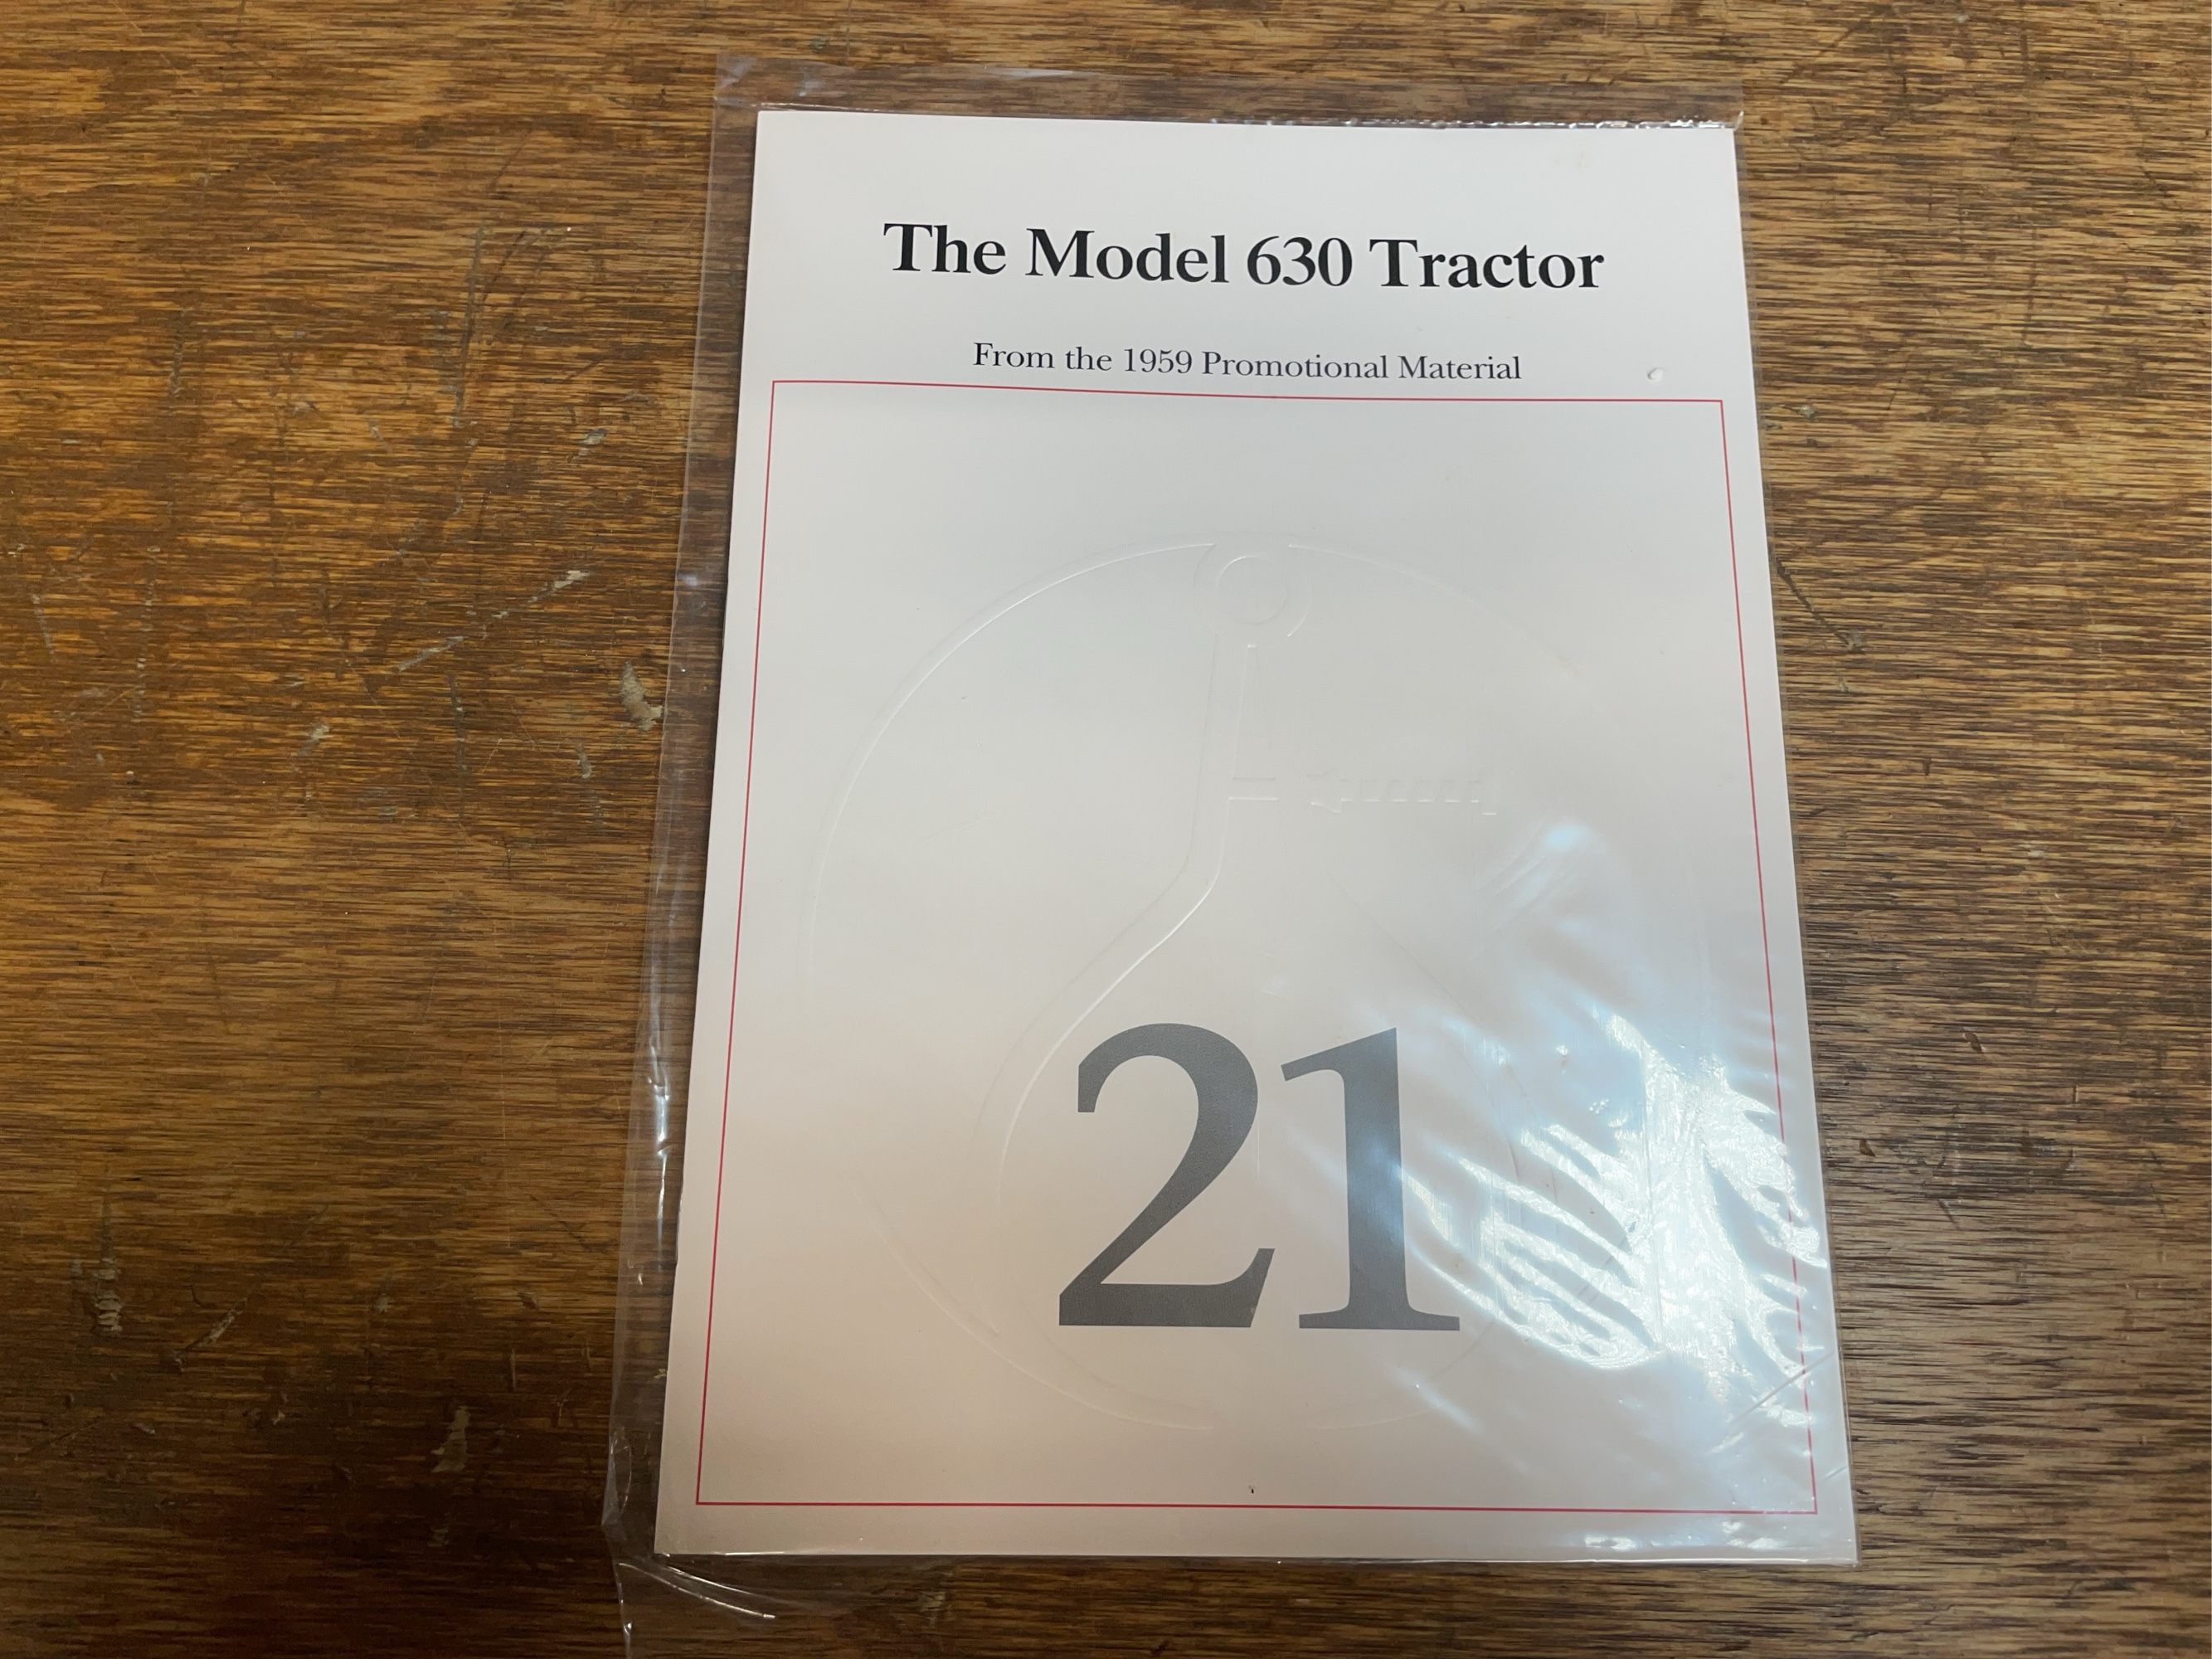 The Model 630 Tractor
From the 1959 Promotional Material
21